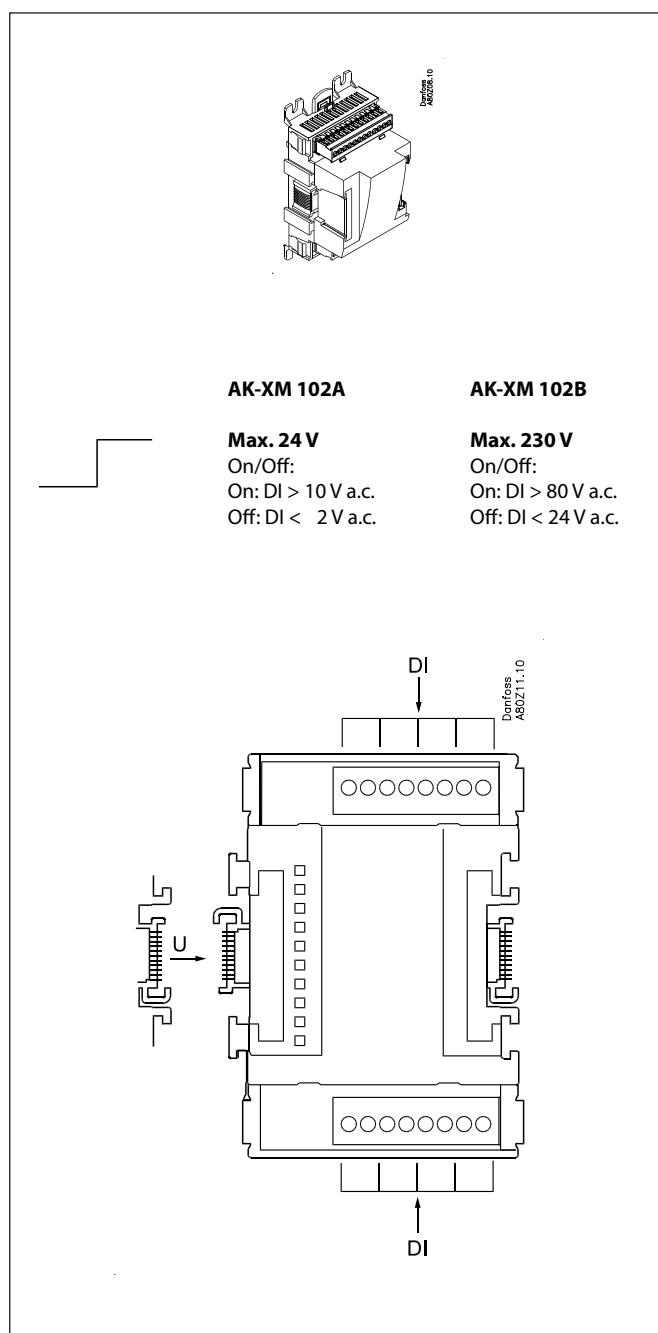 Danfoss
A80Z08.10
AK-XM 102A
Max. 24 V
On/Off:
On: DI > 10 V a.c.
Off: DI < 2 V a.c.
AK-XM 102B
Max. 230 V
On/Off:
On: DI > 80 V a.c.
Off: DI < 24 V a.c.
DI
Danfoss
A80Z11.10
U
DI